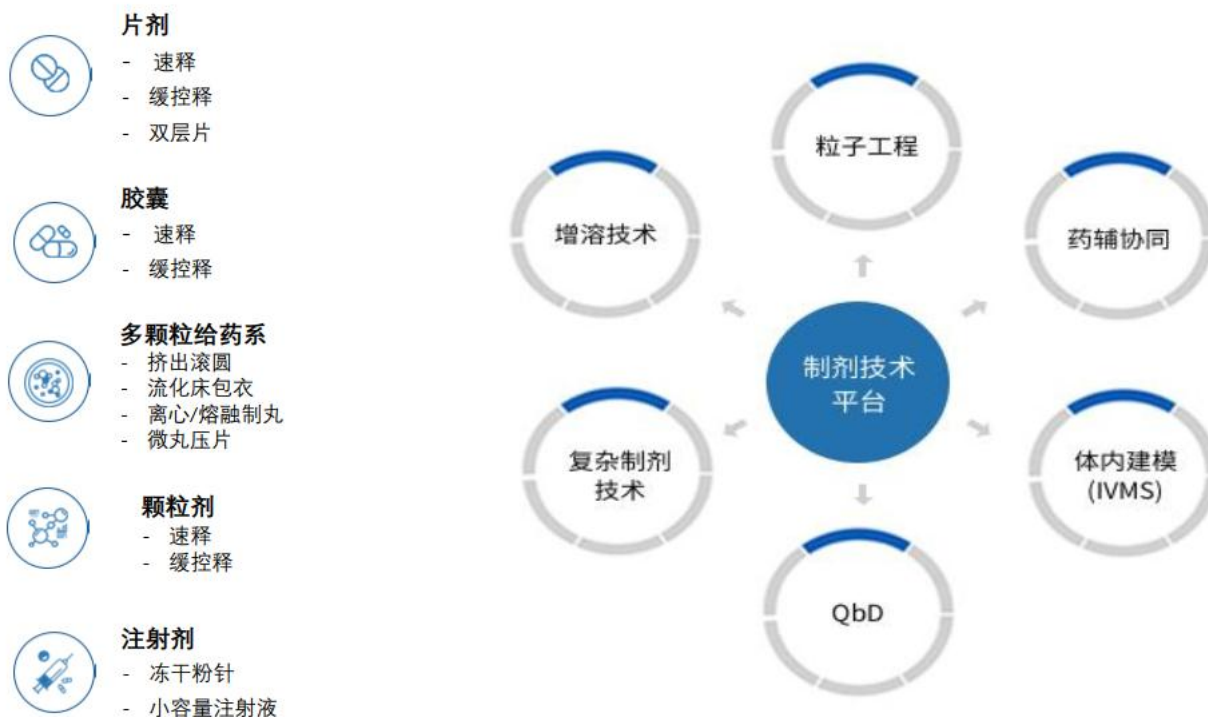 片剂
- 速释
- 缓控释
- 双层片
胶囊
- 速释
- 缓控释
多颗粒给药系
- 挤出滚圆
- 流化床包衣
- 离心/熔融制丸
- 微丸压片
颗粒剂
- 速释
- 缓控释
注射剂
- 冻干粉针
- 小容量注射液
粒子工程
增溶技术
药辅协同
制剂技术
平台
复杂制剂
技术
体内建模
(IVMS)
QbD